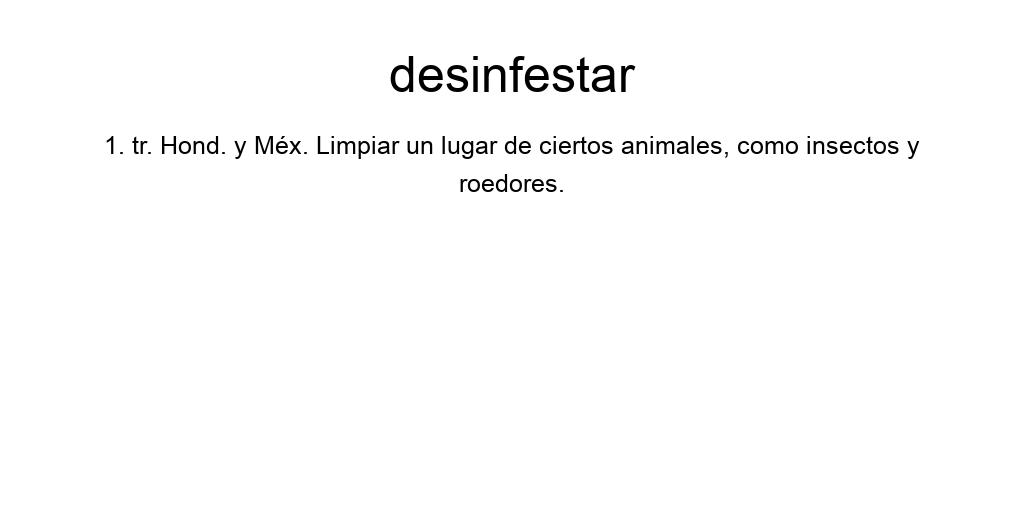 desinfestar
1. tr. Hond. y Méx. Limpiar un lugar de ciertos animales, como insectos y
roedores.